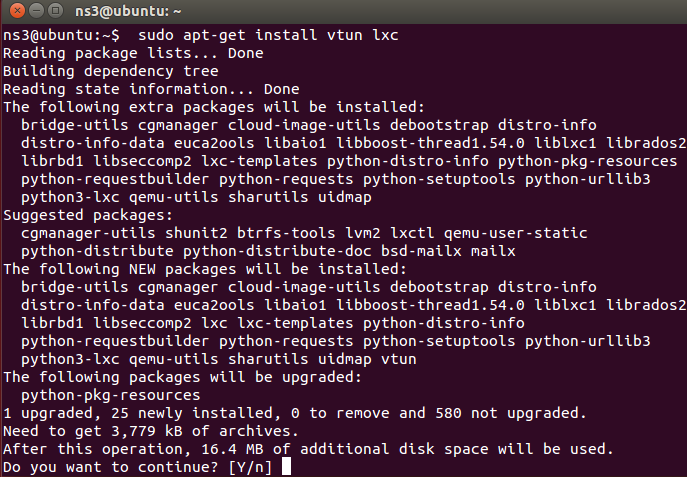 ns3@ubuntu: ~
ns3@ubuntu:~$  sudo apt-get install vtun lxc
Reading package lists... Done
Building dependency tree
Reading state information... Done
The following extra packages will be installed:
  bridge-utils cgmanager cloud-image-utils debootstrap distro-info
  distro-info-data euca2ools libaio1 libboost-thread1.54.0 liblxc1 librados2
  librbd1 libseccomp2 lxc-templates python-distro-info python-pkg-resources
  python-requestbuilder python-requests python-setuptools python-urllib3
  python3-lxc qemu-utils sharutils uidmap
Suggested packages:
  cgmanager-utils shunit2 btrfs-tools lvm2 lxctl qemu-user-static
  python-distribute python-distribute-doc bsd-mailx mailx
The following NEW packages will be installed:
  bridge-utils cgmanager cloud-image-utils debootstrap distro-info
  distro-info-data euca2ools libaio1 libboost-thread1.54.0 liblxc1 librados2
  librbd1 libseccomp2 lxc lxc-templates python-distro-info
  python-requestbuilder python-requests python-setuptools python-urllib3
  python3-lxc qemu-utils sharutils uidmap vtun
The following packages will be upgraded:
  python-pkg-resources
1 upgraded, 25 newly installed, 0 to remove and 580 not upgraded.
Need to get 3,779 kB of archives.
After this operation, 16.4 MB of additional disk space will be used.
Do you want to continue? [Y/n]